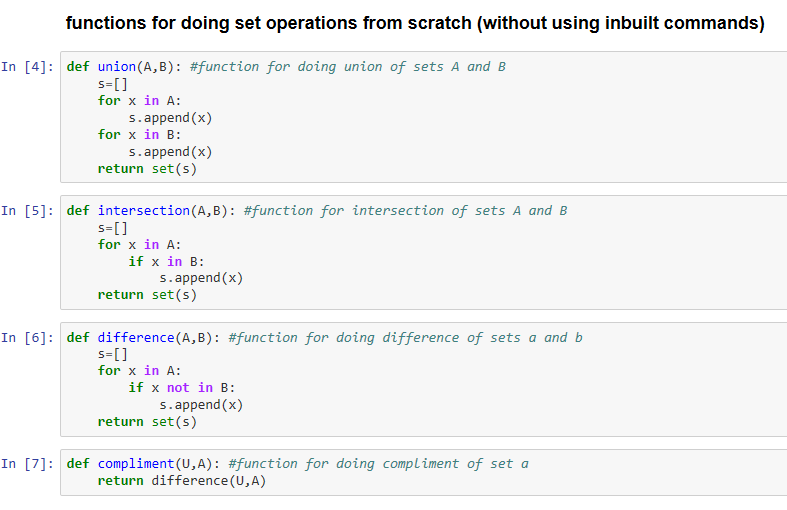 functions for doing set operations from scratch (without using inbuilt commands)
In [4]: def union(A,B): #function for doing union of sets A and B
    s=[]
    for x in A:
        s.append(x)
    for x in B:
        s.append(x)
    return set(s)
In [5]: def intersection(A,B): #function for intersection of sets A and B
    s=[]
    for x in A:
        if x in B:
            s.append(x)
    return set(s)
In [6]: def difference(A,B): #function for doing difference of sets a and b
    s=[]
    for x in A:
        if x not in B:
            s.append(x)
    return set(s)
In [7]: def compliment(U,A): #function for doing compliment of set a
    return difference(U,A)